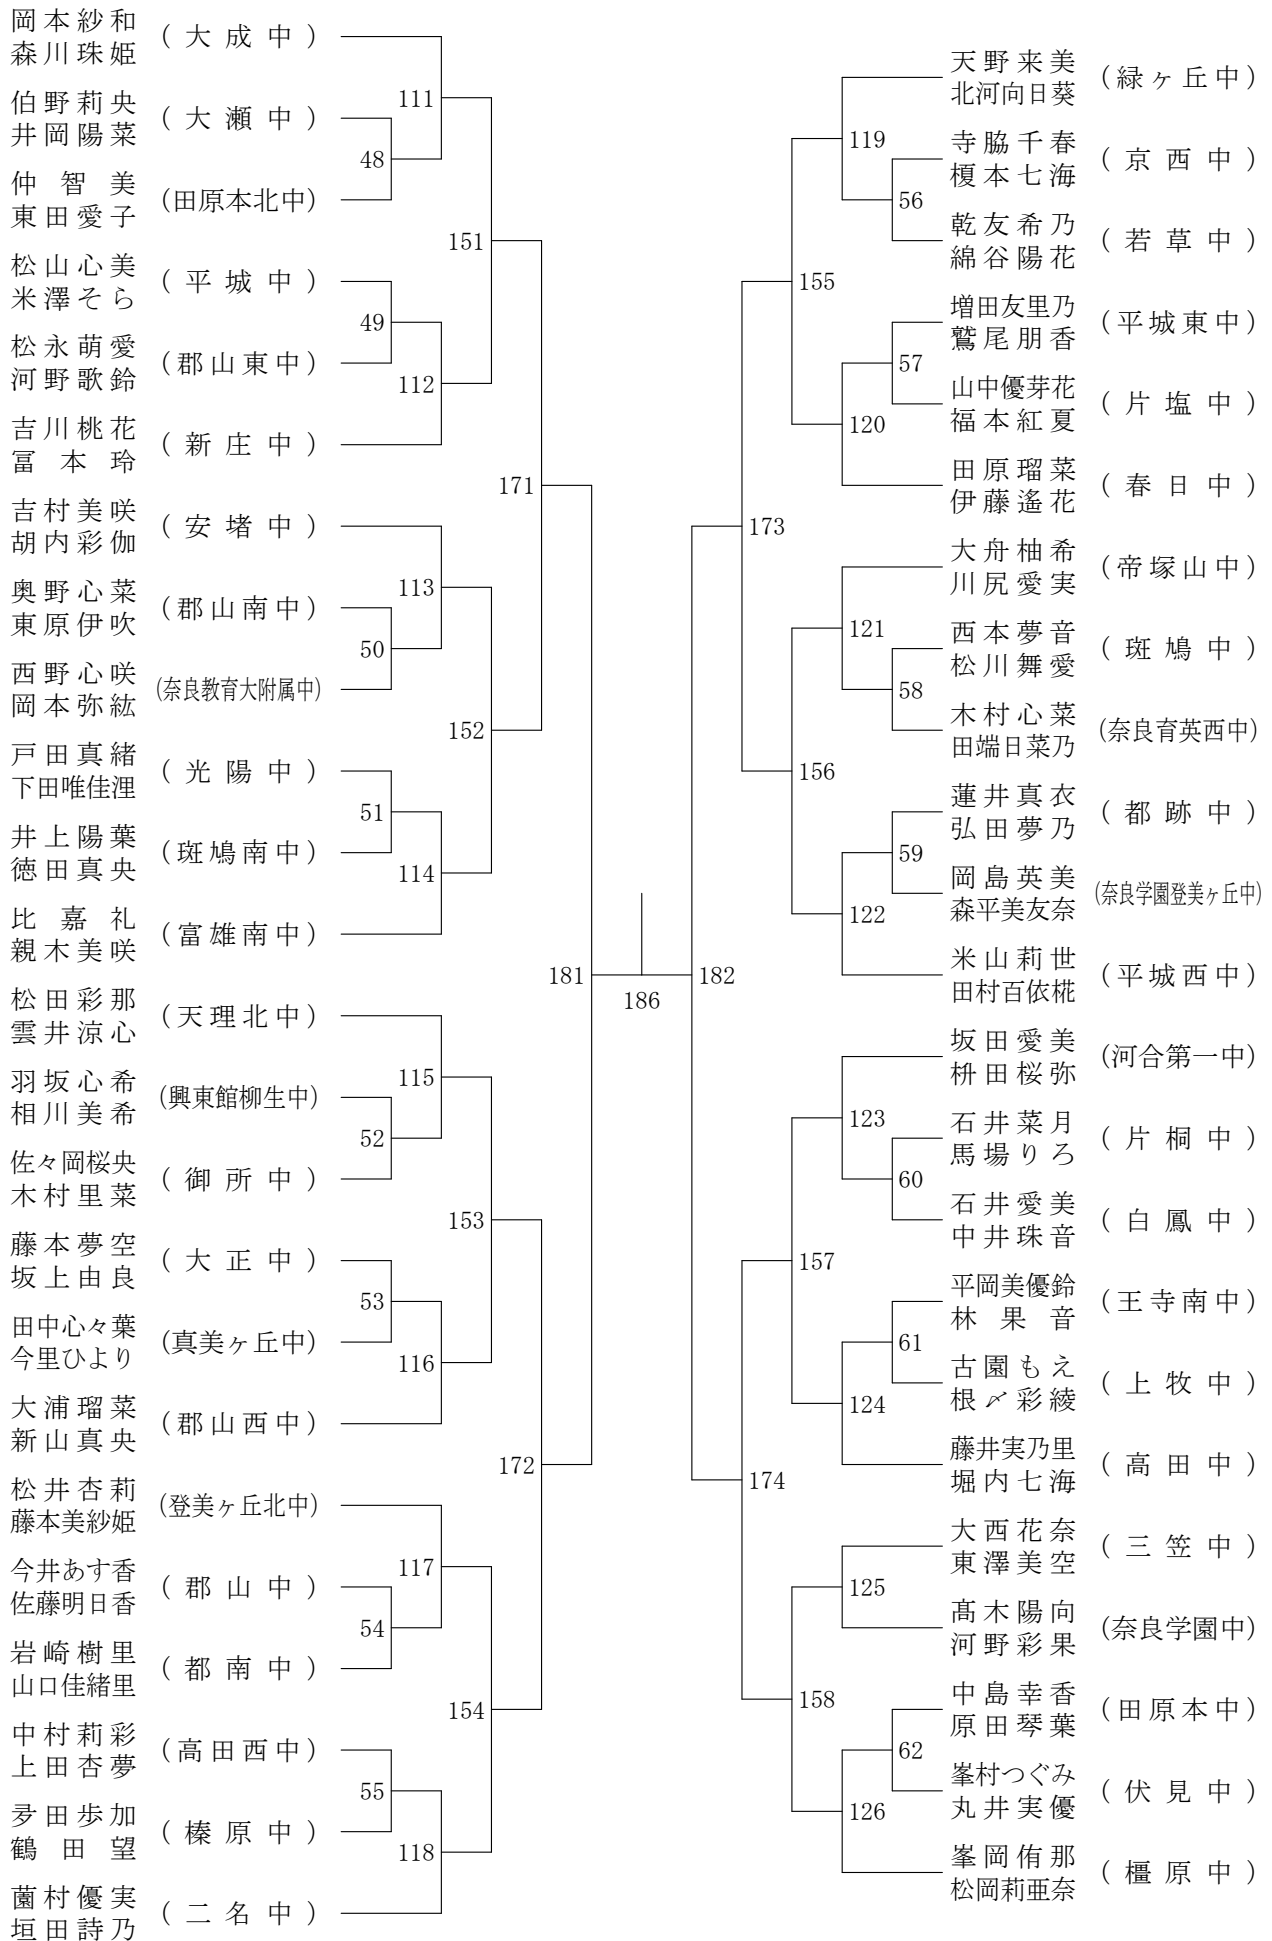 岡本紗和
森川珠姫
(大成中)
伯野莉央
井岡陽菜
(大瀬中)
仲智美
東田愛子
(田原本北中)
松山心美
米澤そら
(平城中)
松永萌愛
河野歌鈴
(郡山東中)
吉川桃花
冨本玲
(新庄中)
吉村美咲
胡内彩伽
(安堵中)
奥野心菜
東原伊吹
(郡山南中)
西野心咲
岡本弥紘
(奈良教育大附属中)
戸田真緒
下田唯佳浬
(光陽中)
井上陽葉
徳田真央
(斑鳩南中)
比嘉礼
親木美咲
(富雄南中)
松田彩那
雲井涼心
(天理北中)
羽坂心希
相川美希
(興東館柳生中)
佐々岡桜央
木村里菜
(御所中)
藤本夢空
坂上由良
(大正中)
田中心々葉
今里ひより
(真美ヶ丘中)
大浦瑠菜
新山真央
(郡山西中)
松井杏莉
藤本美紗姫
(登美ヶ丘北中)
今井あす香
佐藤明日香
(郡山中)
岩崎樹里
山口佳緒里
(都南中)
中村莉彩
上田杏夢
(高田西中)
田歩加
鶴田望
(榛原中)
薗村優実
垣田詩乃
(二名中)
111
48
151
49
112
171
113
50
152
51
114
181
115
52
153
53
116
172
117
54
154
55
118
186
天野来美
北河向日葵
(緑ヶ丘中)
寺脇千春
榎本七海
(京西中)
乾友希乃
綿谷陽花
(若草中)
増田友里乃
鷲尾朋香
(平城東中)
山中優芽花
福本紅夏
(片塩中)
田原瑠菜
伊藤遙花
(春日中)
大舟柚希
川尻愛実
(帝塚山中)
西本夢音
松川舞愛
(斑鳩中)
木村心菜
田端日菜乃
(奈良育英西中)
蓮井真衣
弘田夢乃
(都跡中)
岡島英美
森平美友奈
(奈良学園登美ヶ丘中)
米山莉世
田村百依椛
(平城西中)
坂田愛美
枡田桜弥
(河合第一中)
石井菜月
馬場りろ
(片桐中)
石井愛美
中井珠音
(白鳳中)
平岡美優鈴
林果音
(王寺南中)
古園もえ
根〆彩綾
(上牧中)
藤井実乃里
堀内七海
(高田中)
大西花奈
東澤美空
(三笠中)
髙木陽向
河野彩果
(奈良学園中)
中島幸香
原田琴葉
(田原本中)
峯村つぐみ
丸井実優
(伏見中)
峯岡侑那
松岡莉亜奈
(橿原中)
119
56
155
57
120
173
121
58
156
59
122
182
123
60
157
61
124
174
125
158
62
126